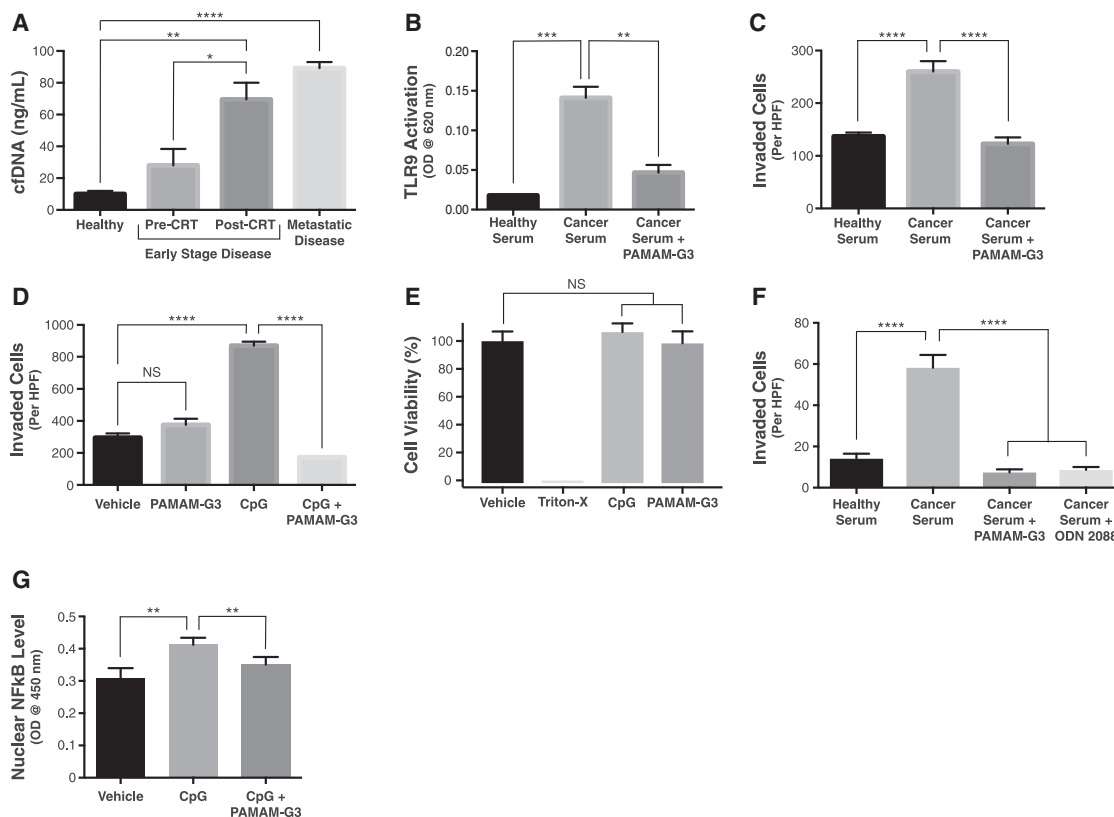 A
****
**
*
100
80
60
40
20
0
cfDNA (ng/mL)
Healthy
Pre-CRT
Post-CRT
Metastatic
Disease
Early Stage Disease
B
***
**
0.20
0.15
0.10
0.05
0.00
TLR9 Activation
(OD @ 620 nm)
Healthy
Serum
Cancer
Serum
Cancer
Serum +
PAMAM-G3
C
****
****
300
200
100
0
Invaded Cells
(Per HPF)
Healthy
Serum
Cancer
Serum
Cancer
Serum +
PAMAM-G3
D
****
****
NS
1000
800
600
400
200
0
Invaded Cells
(Per HPF)
Vehicle
PAMAM-G3
CpG
CpG +
PAMAM-G3
E
NS
100
80
60
40
20
0
Cell Viability (%)
Vehicle
Triton-X
CpG
PAMAM-G3
F
****
****
80
60
40
20
0
Invaded Cells
(Per HPF)
Healthy
Serum
Cancer
Serum
Cancer
Serum +
PAMAM-G3
Cancer
Serum +
ODN 2088
G
**
**
0.5
0.4
0.3
0.2
0.1
0
Nuclear NFkB Level
(OD @ 450 nm)
Vehicle
CpG
CpG +
PAMAM-G3